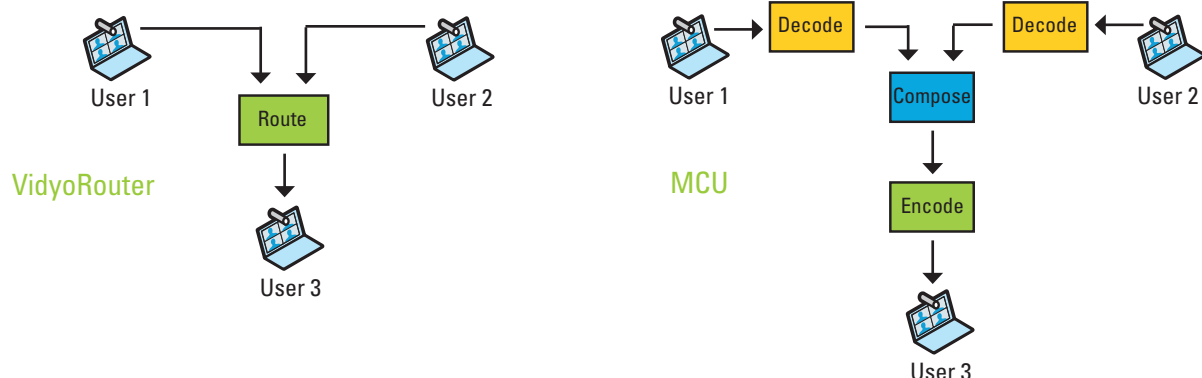 User 1
User 2
Route
VidyoRouter
User 3
Decode
Decode
User 1
User 2
Compose
MCU
Encode
User 3